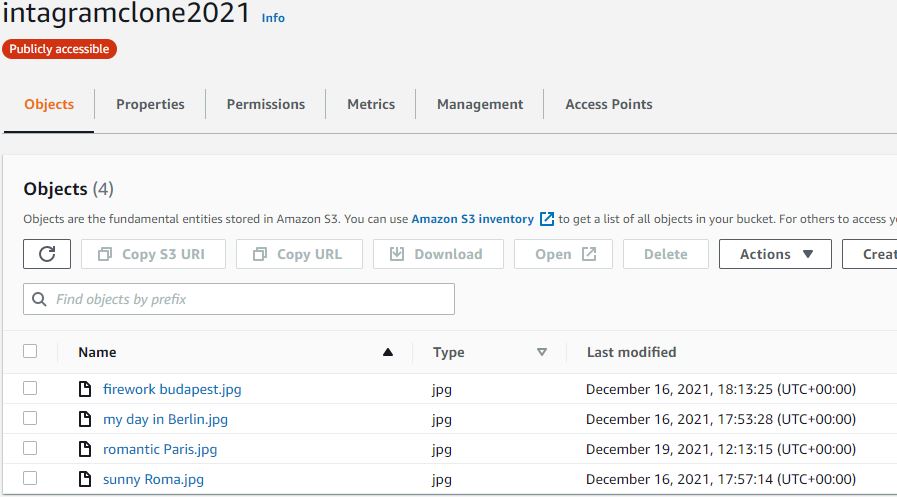 intagramclone2021 Info
Publicly accessible
Objects Properties Permissions Metrics Management Access Points
Objects (4)
Objects are the fundamental entities stored in Amazon S3. You can use Amazon S3 inventory to get a list of all objects in your bucket. For others to access
Copy S3 URI Copy URL Download Open Delete Actions
Find objects by prefix
Name Type Last modified
firework budapest.jpg jpg December 16, 2021, 18:13:25 (UTC+00:00)
my day in Berlin.jpg jpg December 16, 2021, 17:53:28 (UTC+00:00)
romantic Paris.jpg jpg December 19, 2021, 12:13:15 (UTC+00:00)
sunny Roma.jpg jpg December 16, 2021, 17:57:14 (UTC+00:00)